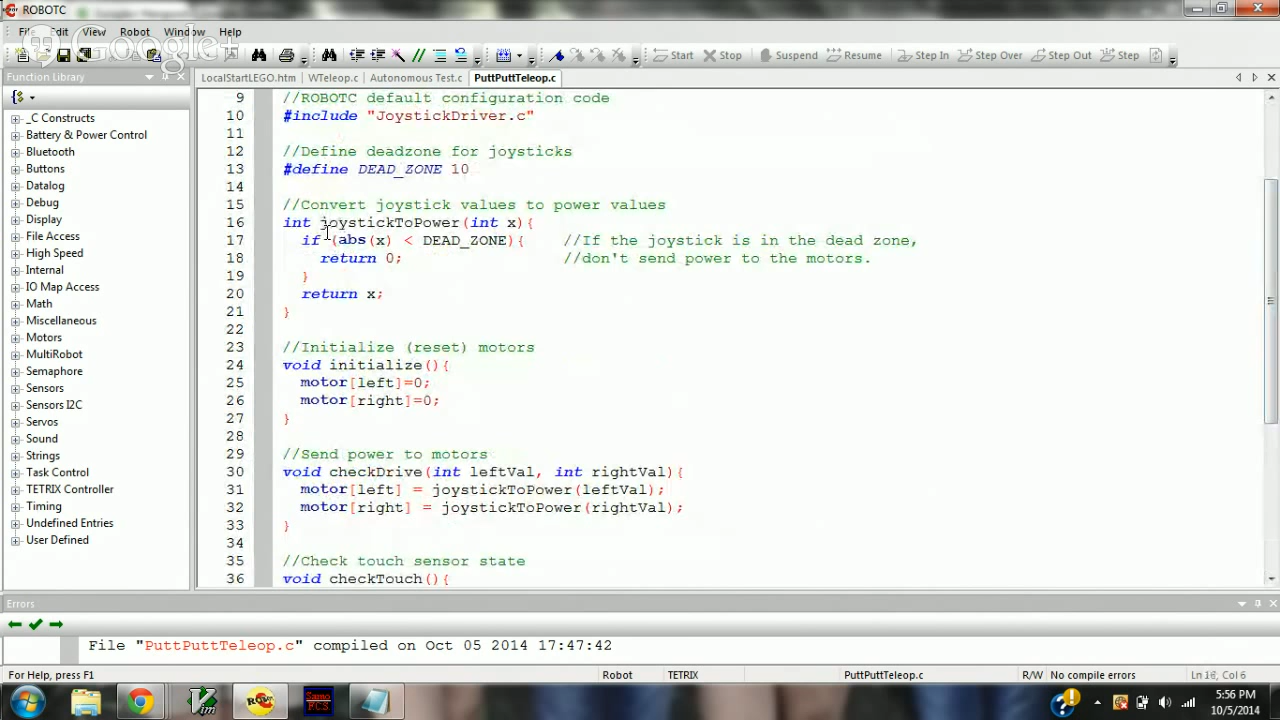 ROBOTC
File Edit View Robot Window Help
Google+
Start Stop Suspend Resume Step In Step Over Step Out Step
Function Library
LocalStartLEGO.htm WTeleop.c Autonomous Test.c PuttPuttTeleop.c
_C Constructs
Battery & Power Control
Bluetooth
Buttons
Datalog
Debug
Display
File Access
High Speed
Internal
IO Map Access
Math
Miscellaneous
Motors
MultiRobot
Semaphore
Sensors
Sensors I2C
Servos
Sound
Strings
Task Control
TETRIX Controller
Timing
Undefined Entries
User Defined
9 //ROBOTC default configuration code
10 #include "JoystickDriver.c"
11
12 //Define deadzone for joysticks
13 #define DEAD_ZONE 10
14
15 //Convert joystick values to power values
16 int joystickToPower(int x){
17 if (abs(x) < DEAD_ZONE){ //If the joystick is in the dead zone,
18 return 0; //don't send power to the motors.
19 }
20 return x;
21 }
22
23 //Initialize (reset) motors
24 void initialize(){
25 motor[left]=0;
26 motor[right]=0;
27 }
28
29 //Send power to motors
30 void checkDrive(int leftVal, int rightVal){
31 motor[left] = joystickToPower(leftVal);
32 motor[right] = joystickToPower(rightVal);
33 }
34
35 //Check touch sensor state
36 void checkTouch(){
Errors
File "PuttPuttTeleop.c" compiled on Oct 05 2014 17:47:42
For Help, press F1 Robot TETRIX PuttPuttTeleop.c R/W No compile errors Ln 16, Col 6
Samo
FCS
5:56 PM
10/5/2014